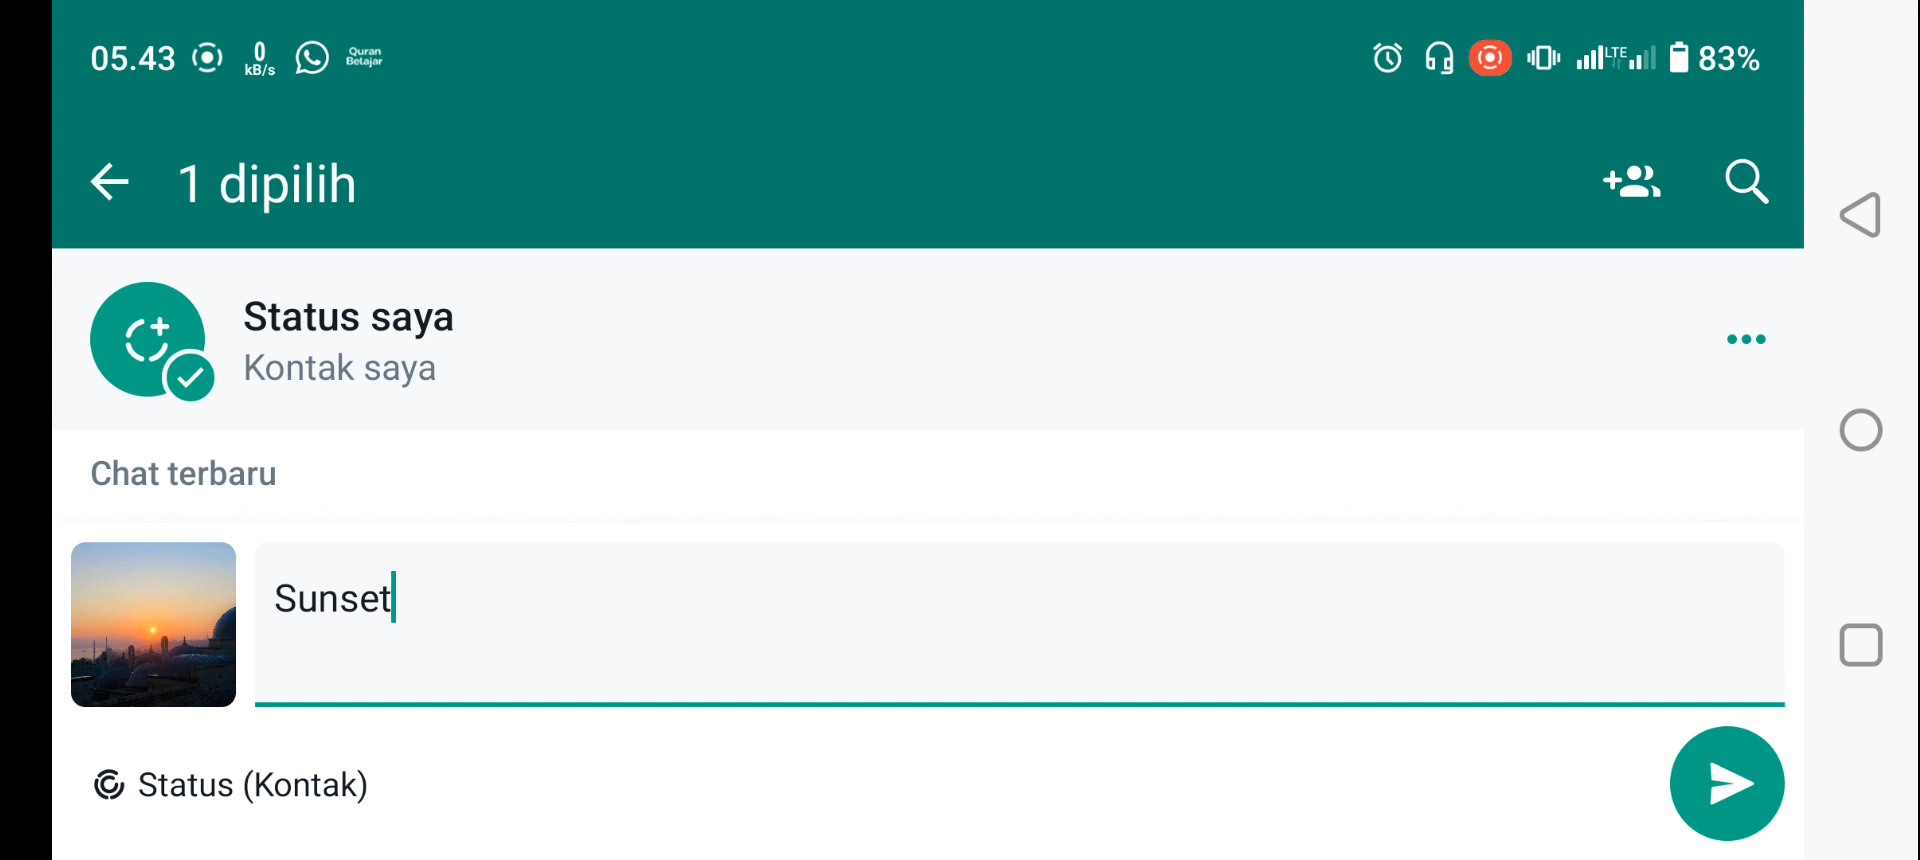 05.43 0 kB/s Quran Belajar LTE 83%
1 dipilih
Status saya
Kontak saya
Chat terbaru
Sunset
Status (Kontak)